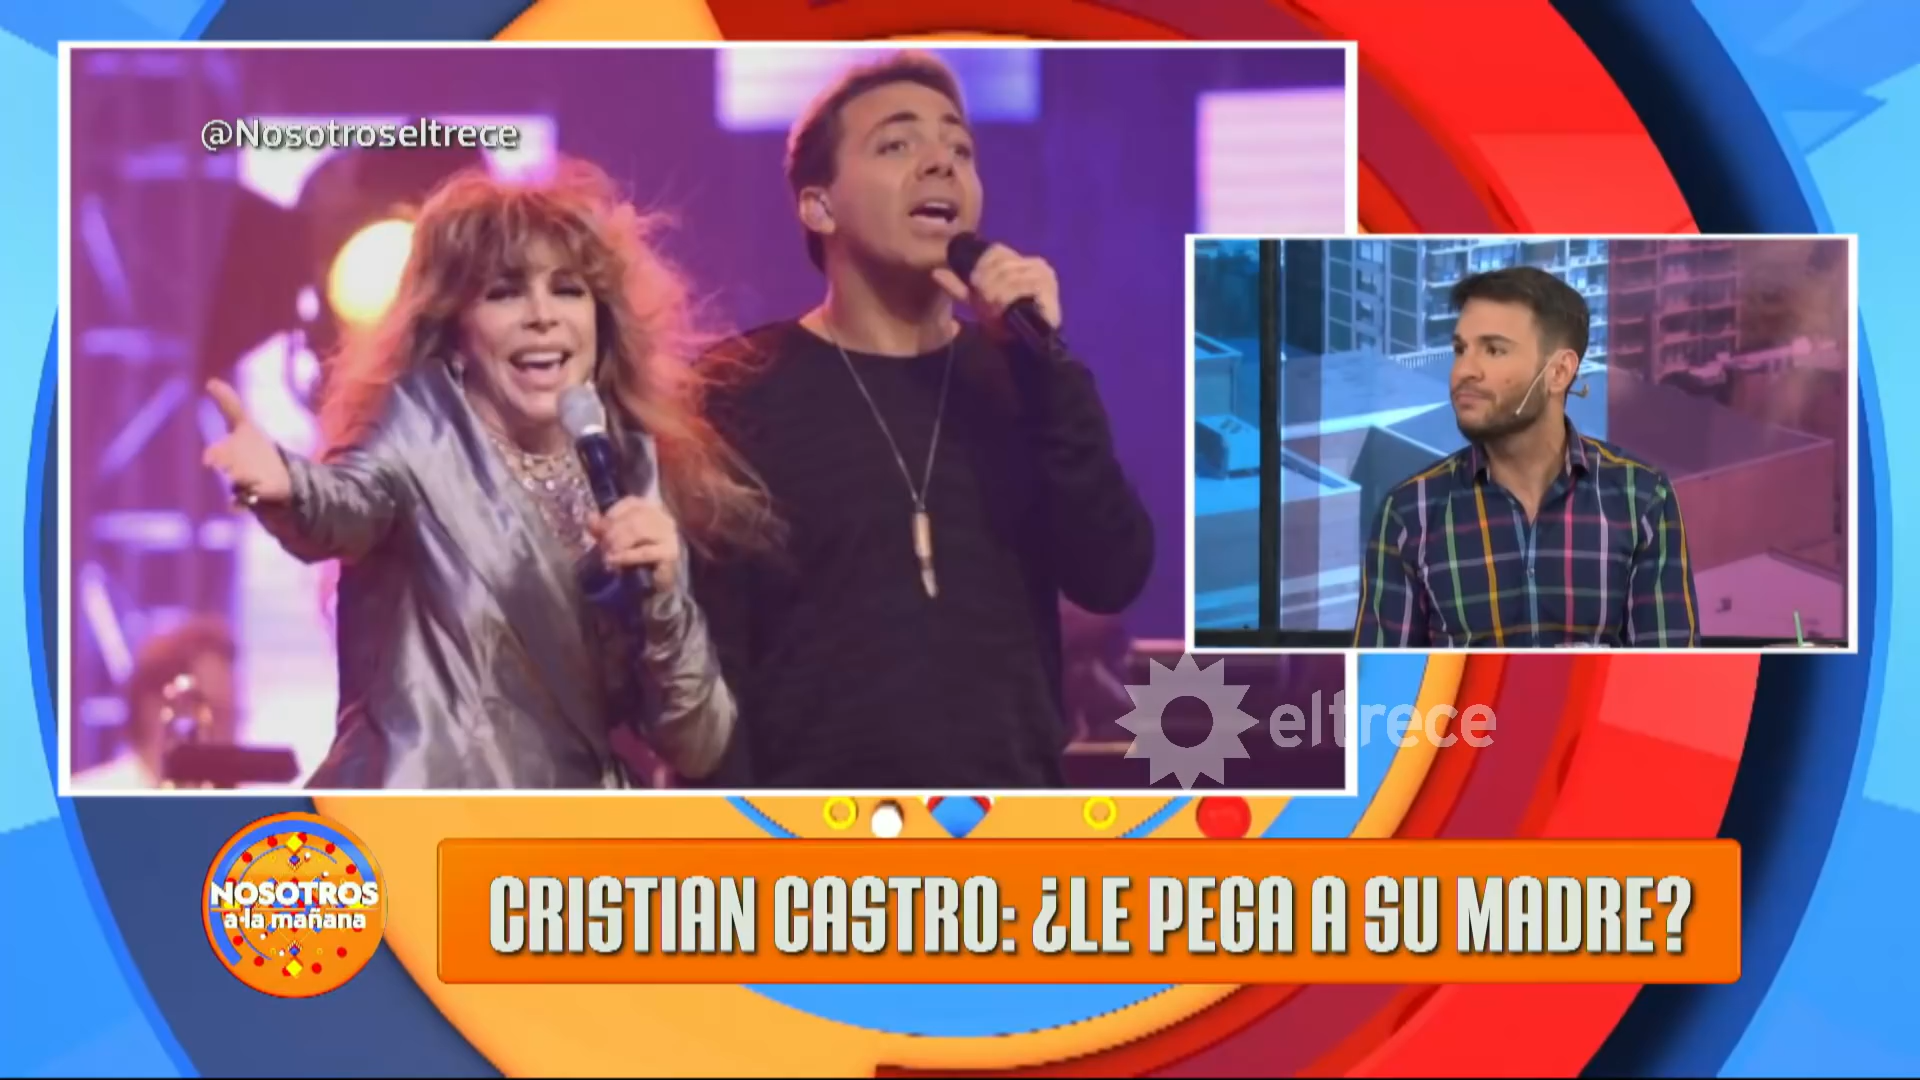 @Nosotroseltrece
eltrece
NOSOTROS
a la mañana
CRISTIAN CASTRO: ¿LE PEGA A SU MADRE?